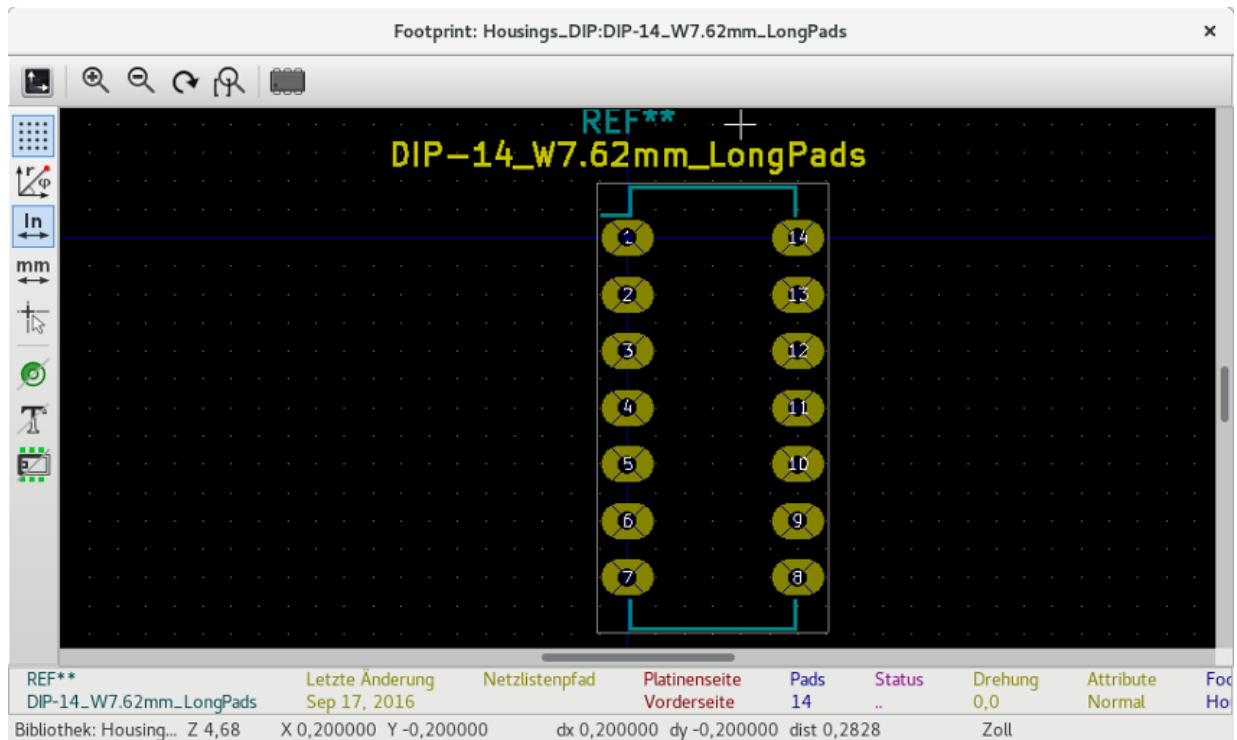 Footprint: Housings_DIP:DIP-14_W7.62mm_LongPads ×
REF**
DIP-14_W7.62mm_LongPads
In
mm
1 14
2 13
3 12
4 11
5 10
6 9
7 8
REF** Letzte Änderung Netzlistenpfad Platinenseite Pads Status Drehung Attribute Foo
DIP-14_W7.62mm_LongPads Sep 17, 2016 Vorderseite 14 .. 0,0 Normal Ho
Bibliothek: Housing... Z 4,68 X 0,200000 Y -0,200000 dx 0,200000 dy -0,200000 dist 0,2828 Zoll